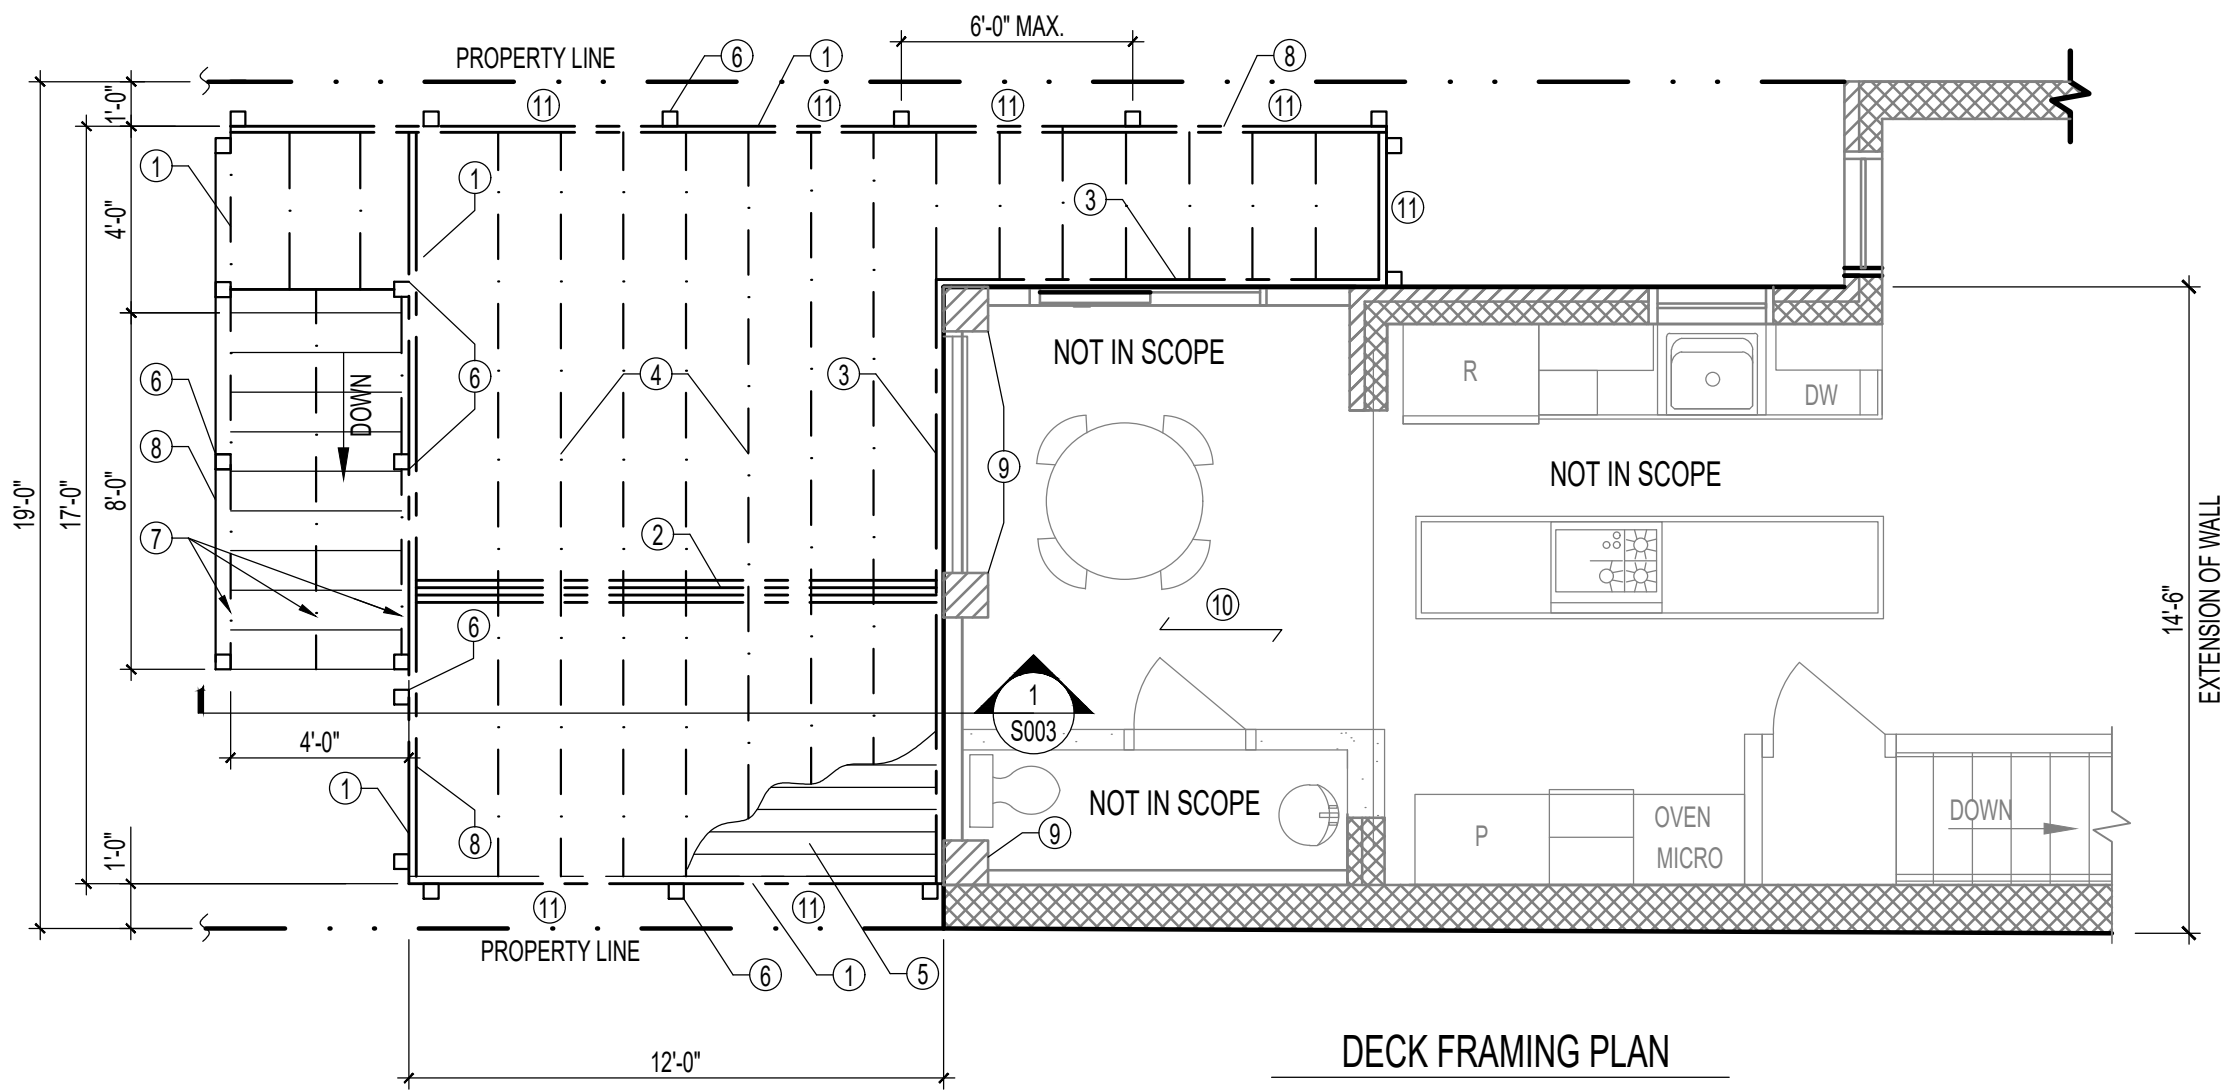 6'-0" MAX.
PROPERTY LINE
6
1
8
1'-0"
11
11
11
11
1
1
3
11
4'-0"
NOT IN SCOPE
R
DW
6
6
4
3
DOWN
8
9
NOT IN SCOPE
19'-0"
17'-0"
8'-0"
7
2
10
14'-6"
EXTENSION OF WALL
6
1
S003
4'-0"
1
8
NOT IN SCOPE
9
P
OVEN
MICRO
DOWN
1'-0"
11
11
PROPERTY LINE
6
1
5
12'-0"
DECK FRAMING PLAN